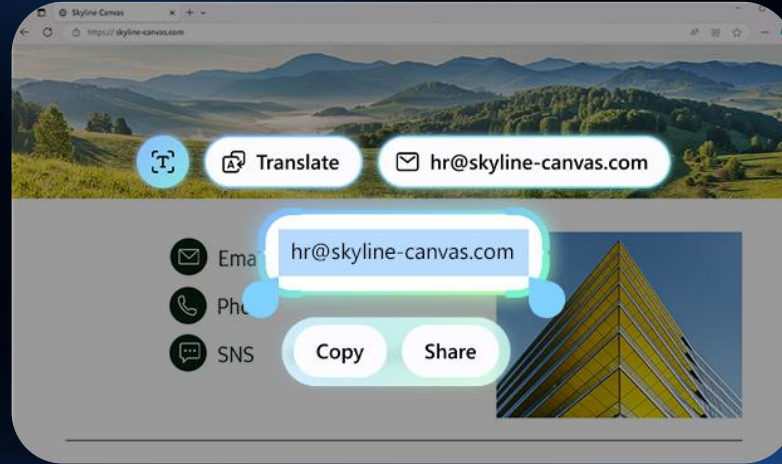 Skyline Canvas
https://skyline-canvas.com
Translate
hr@skyline-canvas.com
hr@skyline-canvas.com
Ema
Pho
SNS
Copy
Share